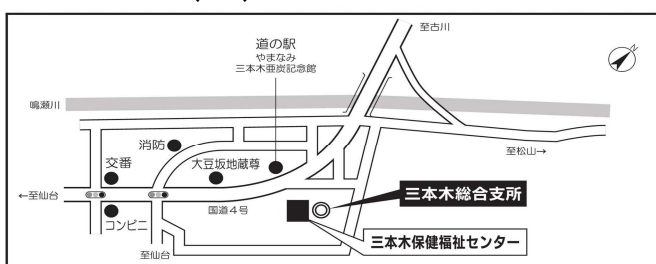 至古川
道の駅
やまなみ
三本木亜炭記念館
N
鳴瀬川
消防
交番
大豆坂地蔵尊
至松山→
←至仙台
国道4号
三本木総合支所
コンビニ
三本木保健福祉センター
至仙台